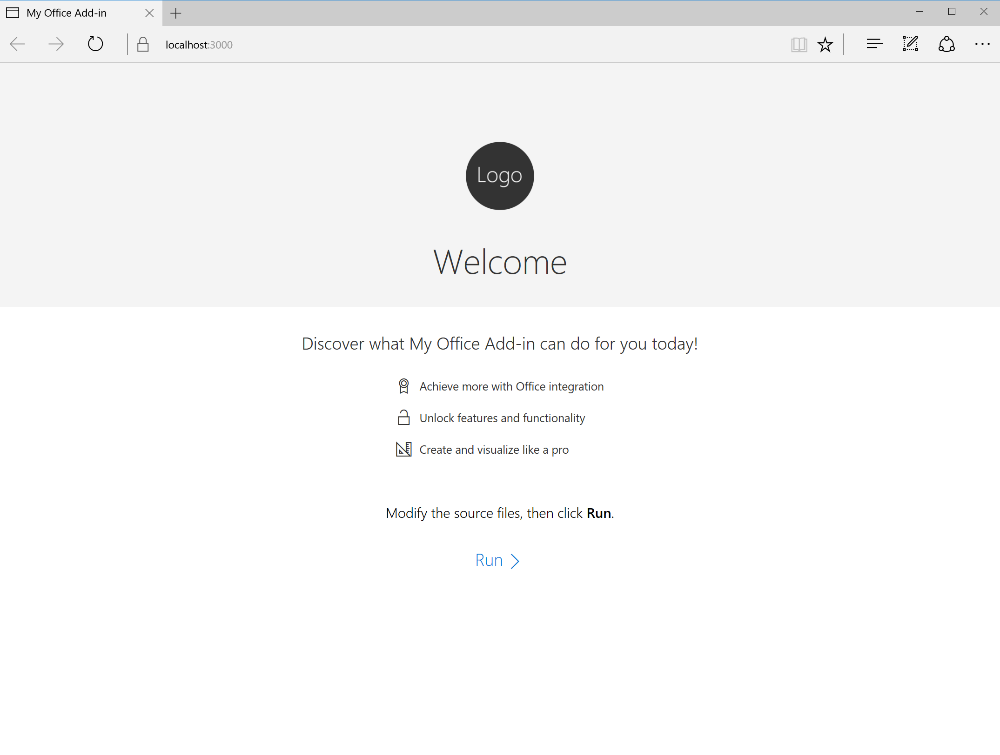 My Office Add-in
localhost:3000
Logo
Welcome
Discover what My Office Add-in can do for you today!
Achieve more with Office integration
Unlock features and functionality
Create and visualize like a pro
Modify the source files, then click Run.
Run